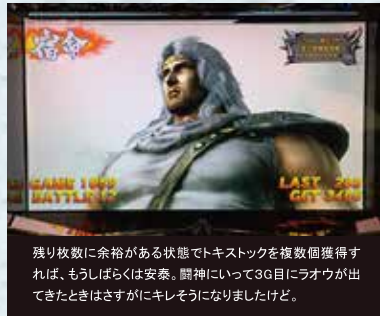 宿命
GAME
LAST
BATTLE
GET
残り枚数に余裕がある状態でトキストックを複数個獲得す
れば、もうしばらくは安泰。闘神にいって3G目にラオウが出
てきたときはさすがにキレそうになりましたけど。